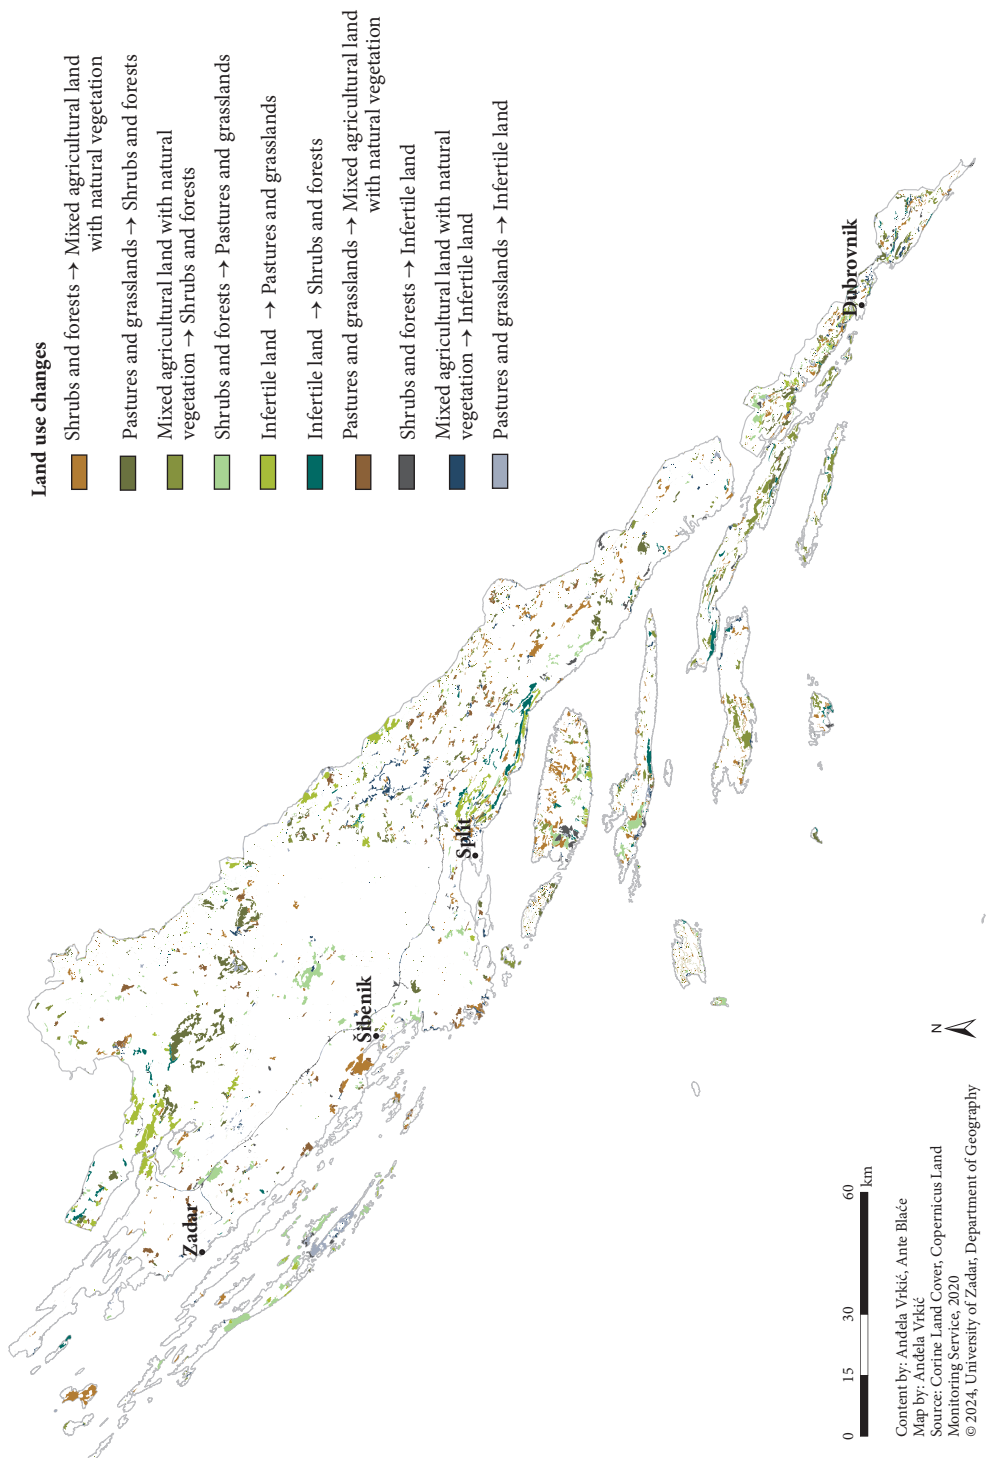 Land use changes
Shrubs and forests → Mixed agricultural land
with natural vegetation
Pastures and grasslands → Shrubs and forests
Mixed agricultural land with natural
vegetation → Shrubs and forests
Shrubs and forests → Pastures and grasslands
Infertile land → Pastures and grasslands
Infertile land → Shrubs and forests
Pastures and grasslands → Mixed agricultural land
with natural vegetation
Shrubs and forests → Infertile land
Mixed agricultural land with natural
vegetation → Infertile land
Pastures and grasslands → Infertile land
Zadar
Šibenik
Split
Dubrovnik
N
0 15 30 60
km
Content by: Anđela Vrkić, Ante Blaće
Map by: Anđela Vrkić
Source: Corine Land Cover, Copernicus Land
Monitoring Service, 2020
© 2024, University of Zadar, Department of Geography